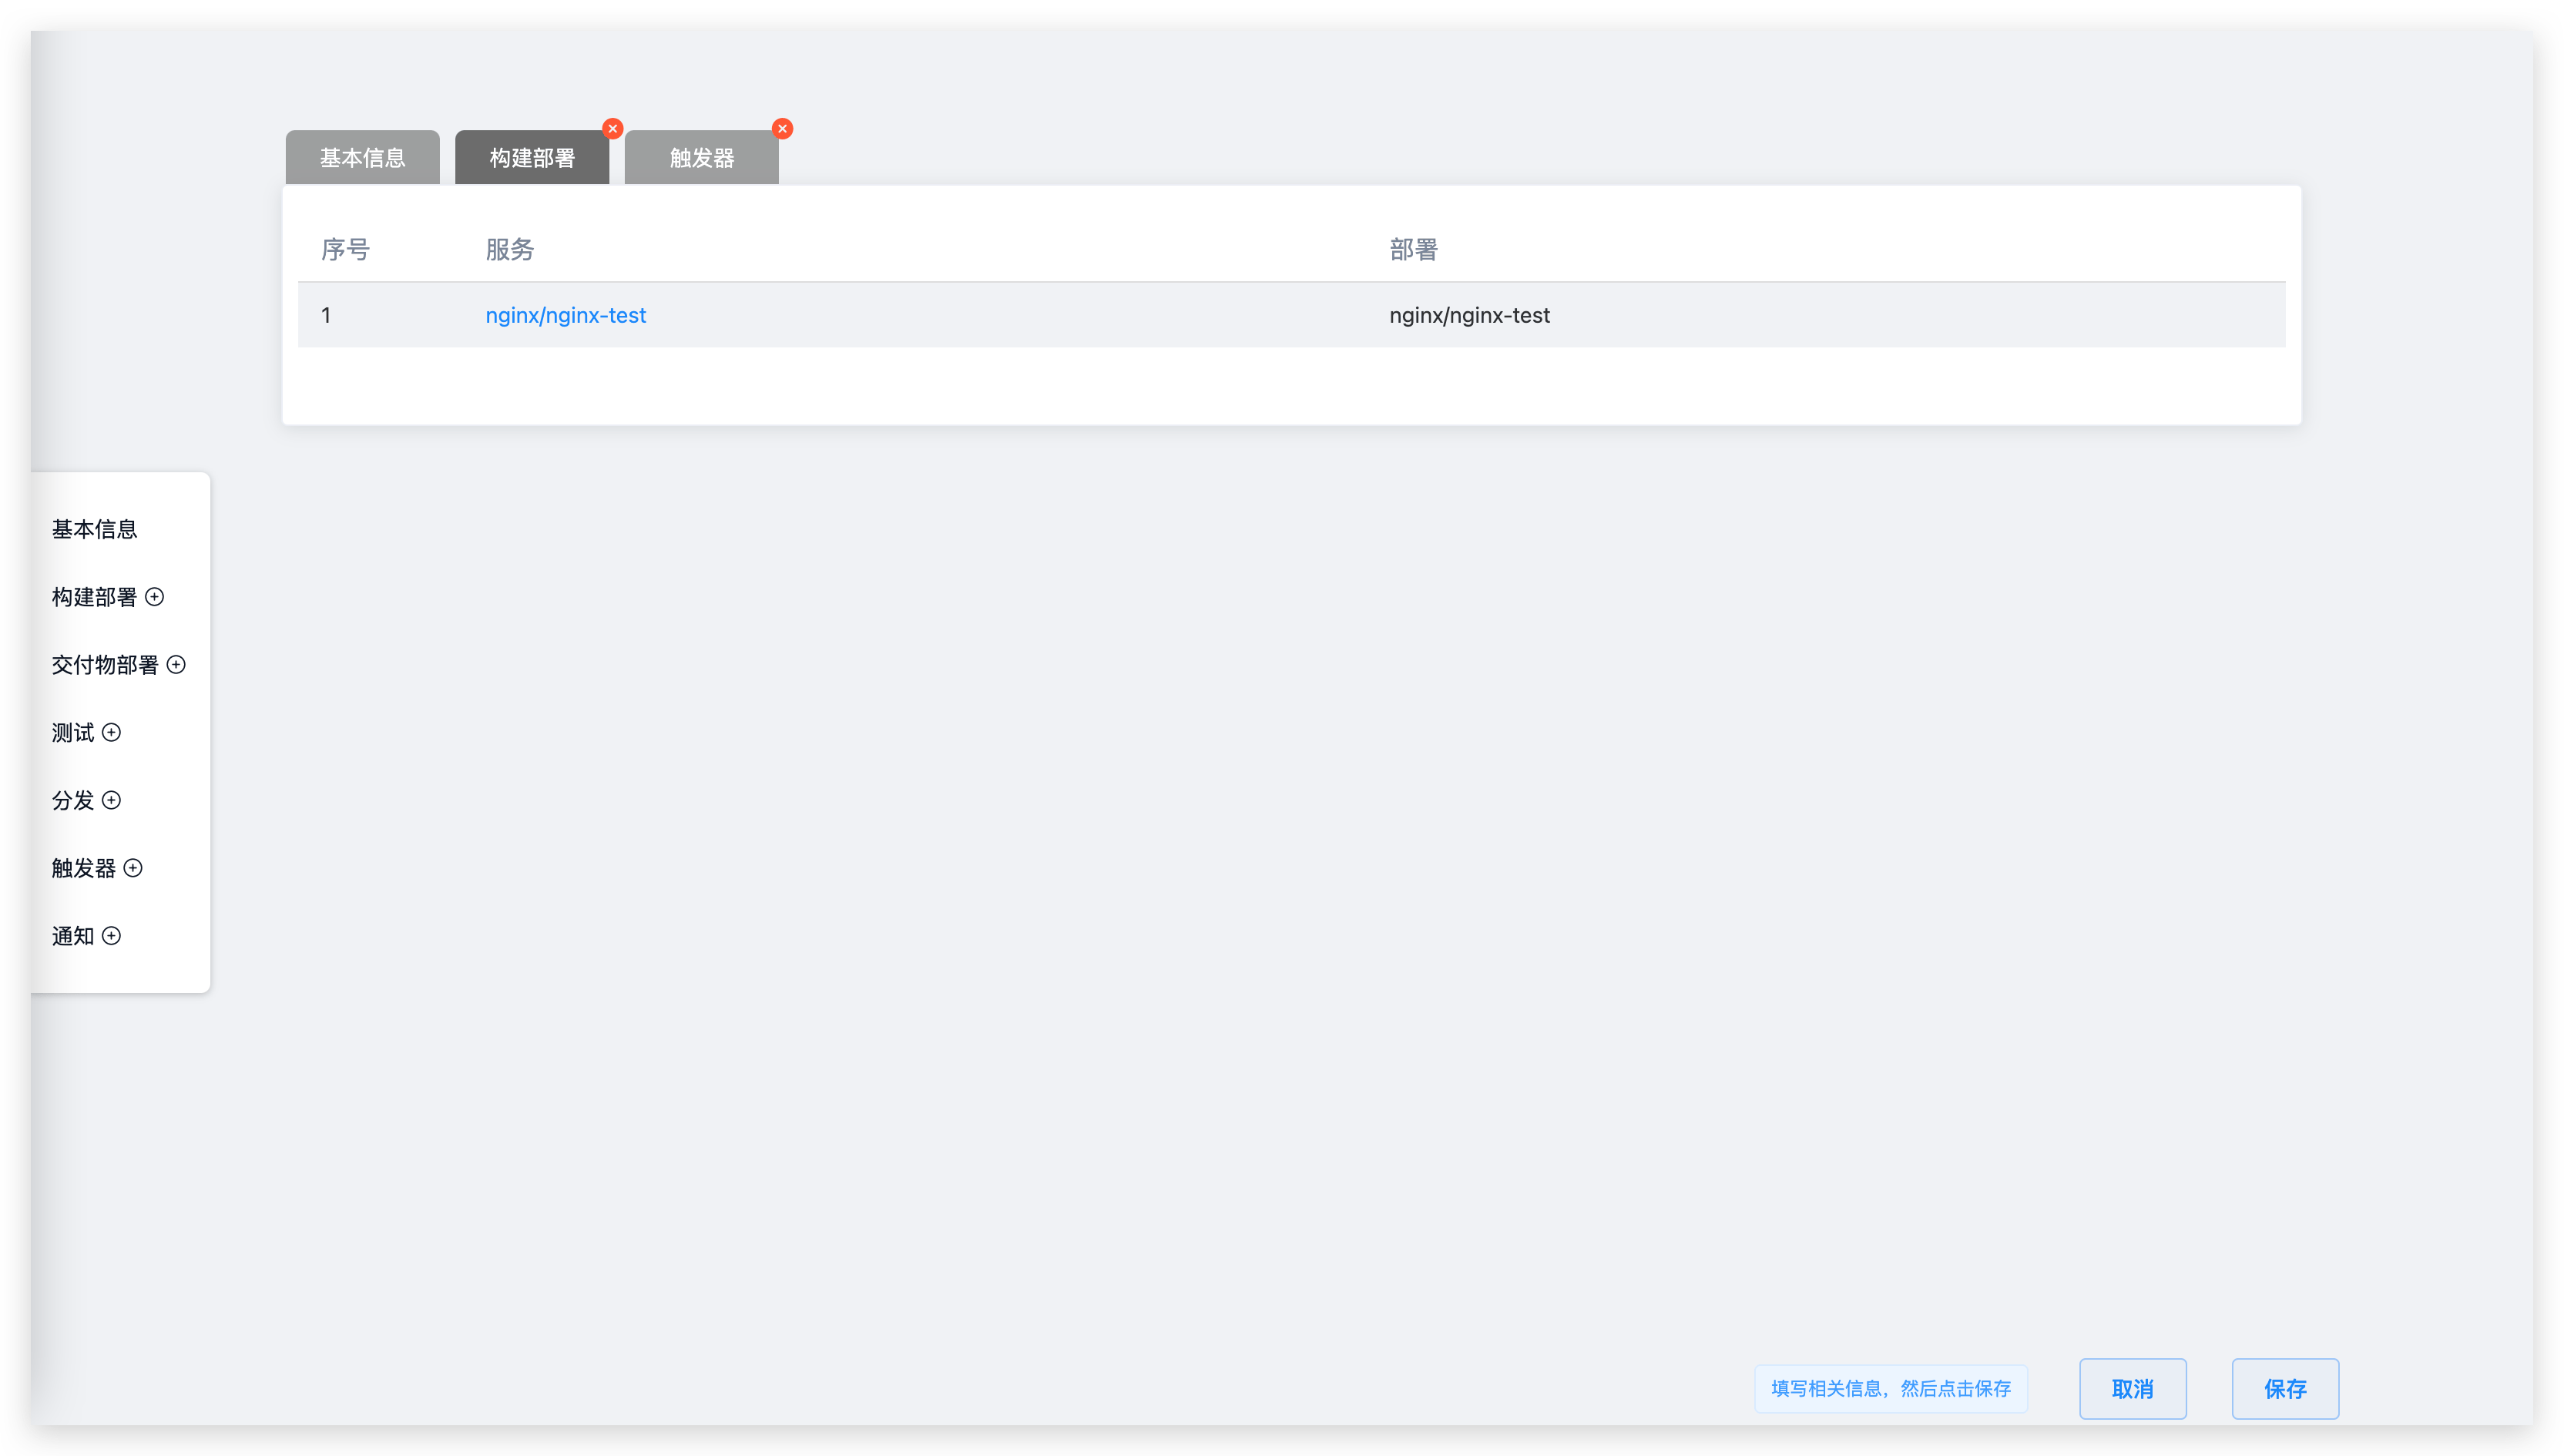 基本信息 构建部署 触发器
序号 服务 部署
1 nginx/nginx-test nginx/nginx-test
基本信息
构建部署
交付物部署
测试
分发
触发器
通知
填写相关信息，然后点击保存 取消 保存